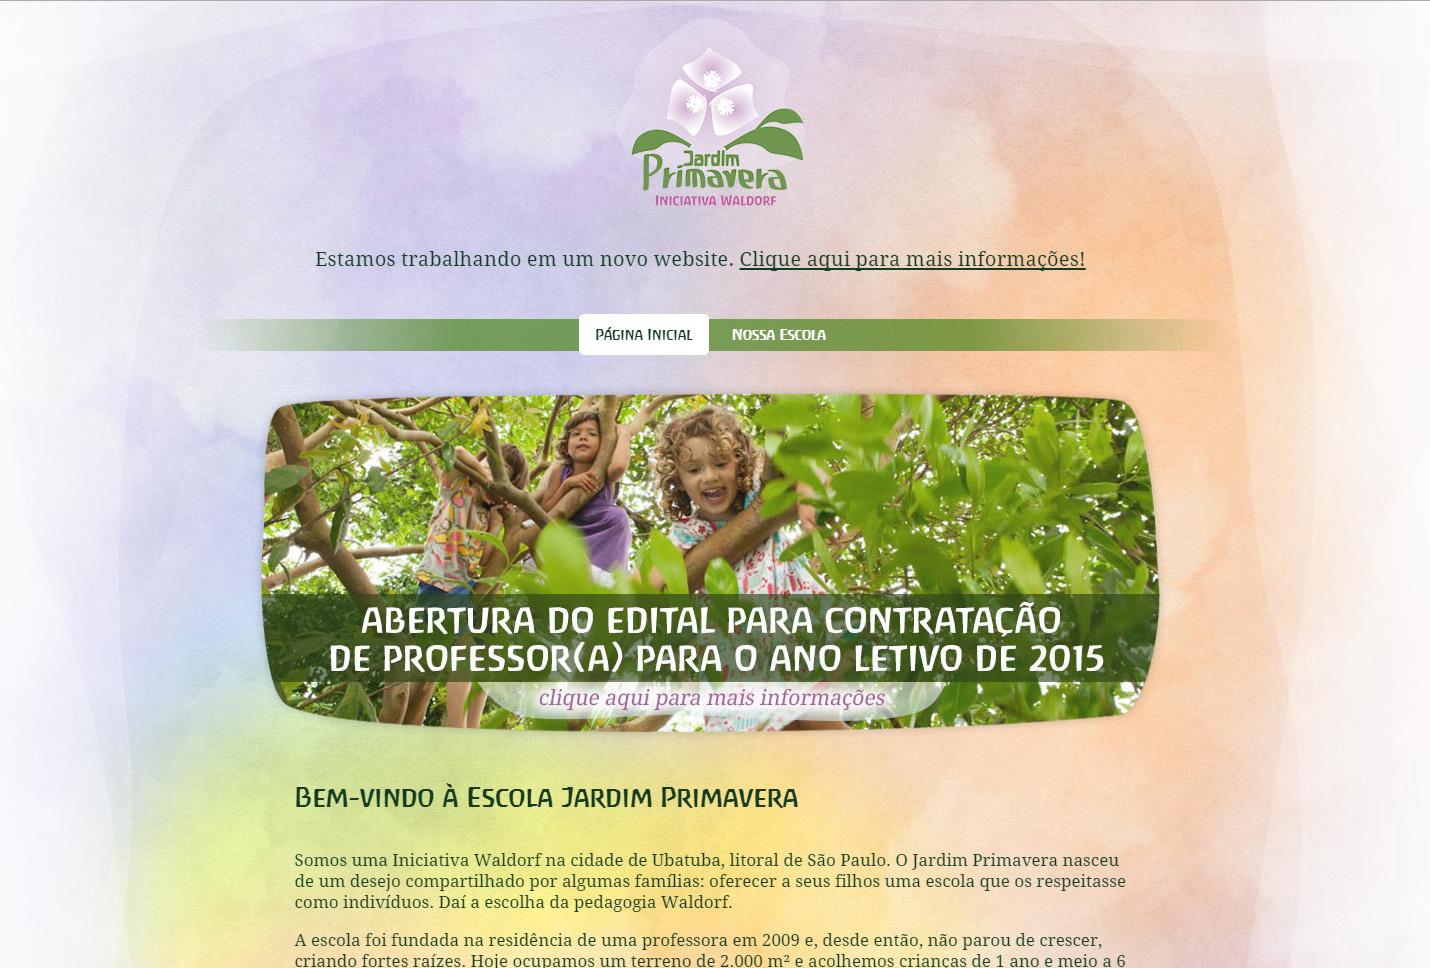 Jardim
Primavera
Iniciativa Waldorf
Estamos trabalhando em um novo website. Clique aqui para mais informações!
Página Inicial Nossa Escola
ABERTURA DO EDITAL PARA CONTRATAÇÃO
DE PROFESSOR(A) PARA O ANO LETIVO DE 2015
clique aqui para mais informações
Bem-vindo à Escola Jardim Primavera
Somos uma Iniciativa Waldorf na cidade de Ubatuba, litoral de São Paulo. O Jardim Primavera nasceu
de um desejo compartilhado por algumas famílias: oferecer a seus filhos uma escola que os respeitasse
como indivíduos. Daí a escolha da pedagogia Waldorf.
A escola foi fundada na residência de uma professora em 2009 e, desde então, não parou de crescer,
criando fortes raízes. Hoje ocupamos um terreno de 2.000 m² e acolhemos crianças de 1 ano e meio a 6